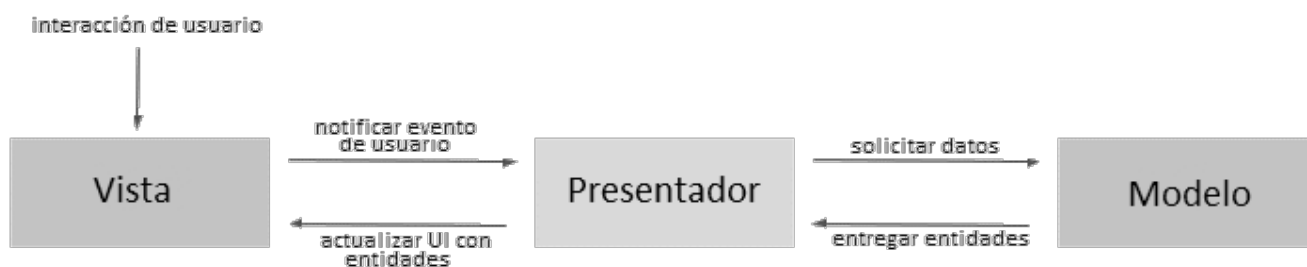 interacción de usuario
notificar evento
de usuario
solicitar datos
Vista
Presentador
Modelo
actualizar UI con
entidades
entregar entidades